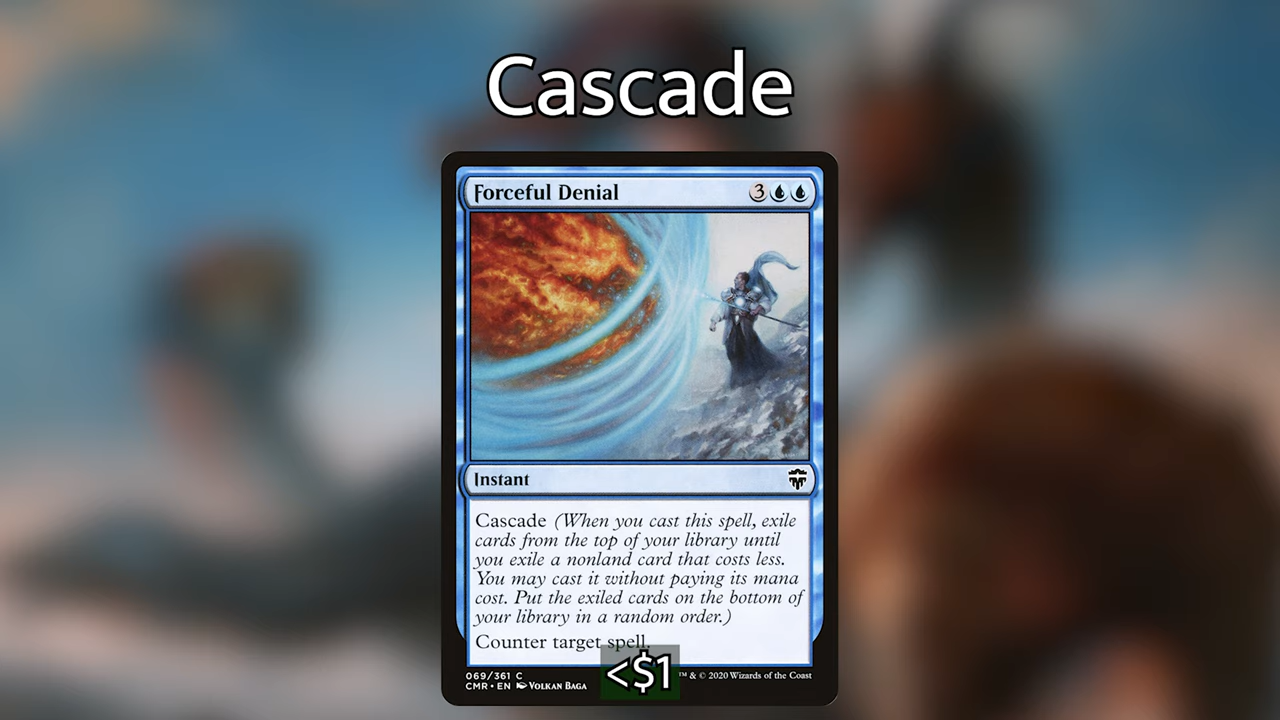 Cascade
Forceful Denial 3
Instant
Cascade (When you cast this spell, exile
cards from the top of your library until
you exile a nonland card that costs less.
You may cast it without paying its mana
cost. Put the exiled cards on the bottom of
your library in a random order.)
Counter target spell.
<$1
069/361 C
™ & © 2020 Wizards of the Coast
CMR • EN VOLKAN BAGA